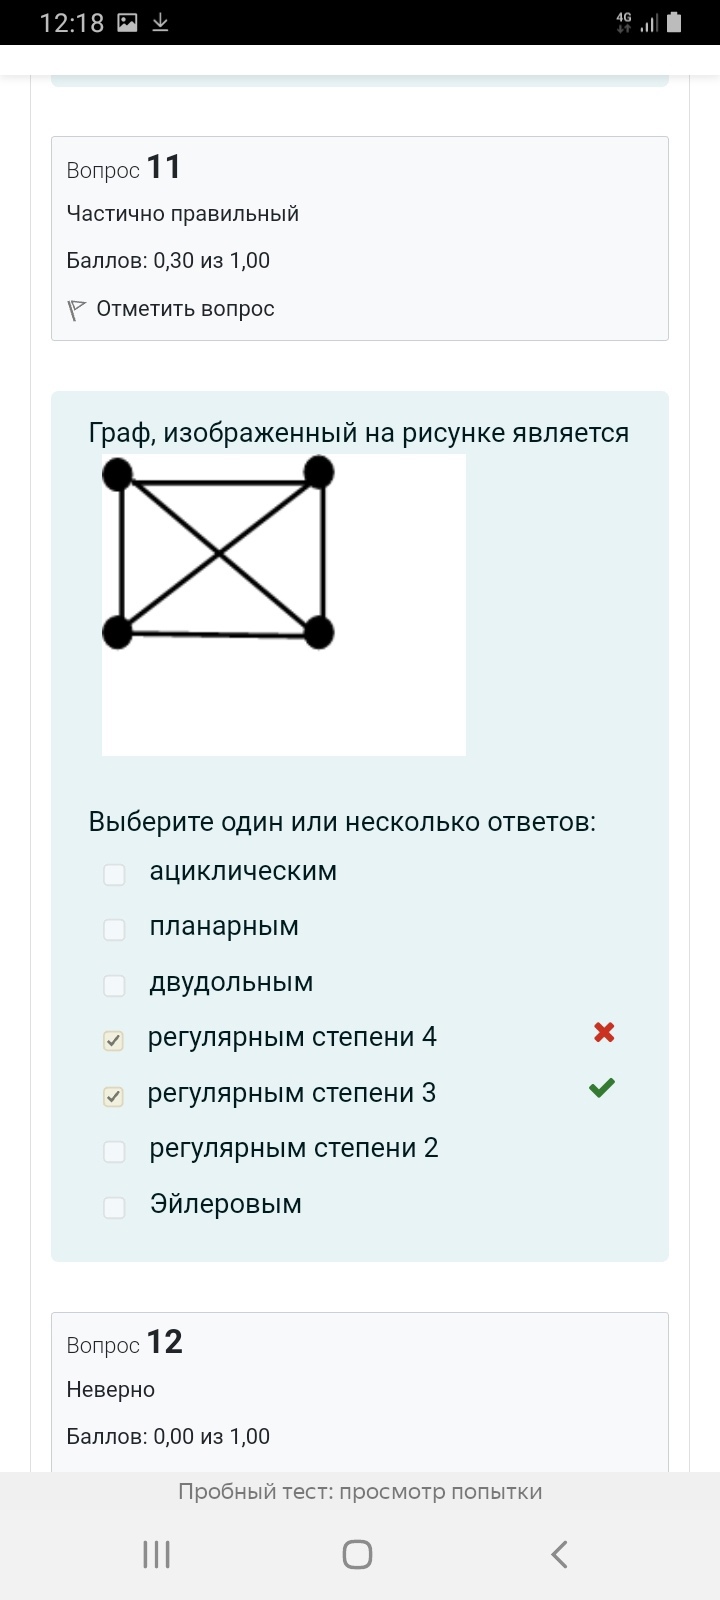 12:18
4G
Вопрос 11
Частично правильный
Баллов: 0,30 из 1,00
Отметить вопрос
Граф, изображенный на рисунке является
Выберите один или несколько ответов:
ациклическим
планарным
двудольным
регулярным степени 4
регулярным степени 3
регулярным степени 2
Эйлеровым
Вопрос 12
Неверно
Баллов: 0,00 из 1,00
Пробный тест: просмотр попытки